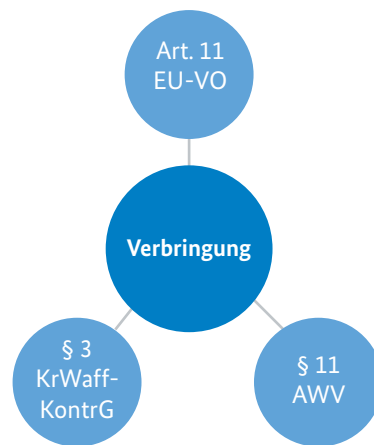 Art. 11
EU-VO
Verbringung
§ 3
KrWaff-
KontrG
§ 11
AWV